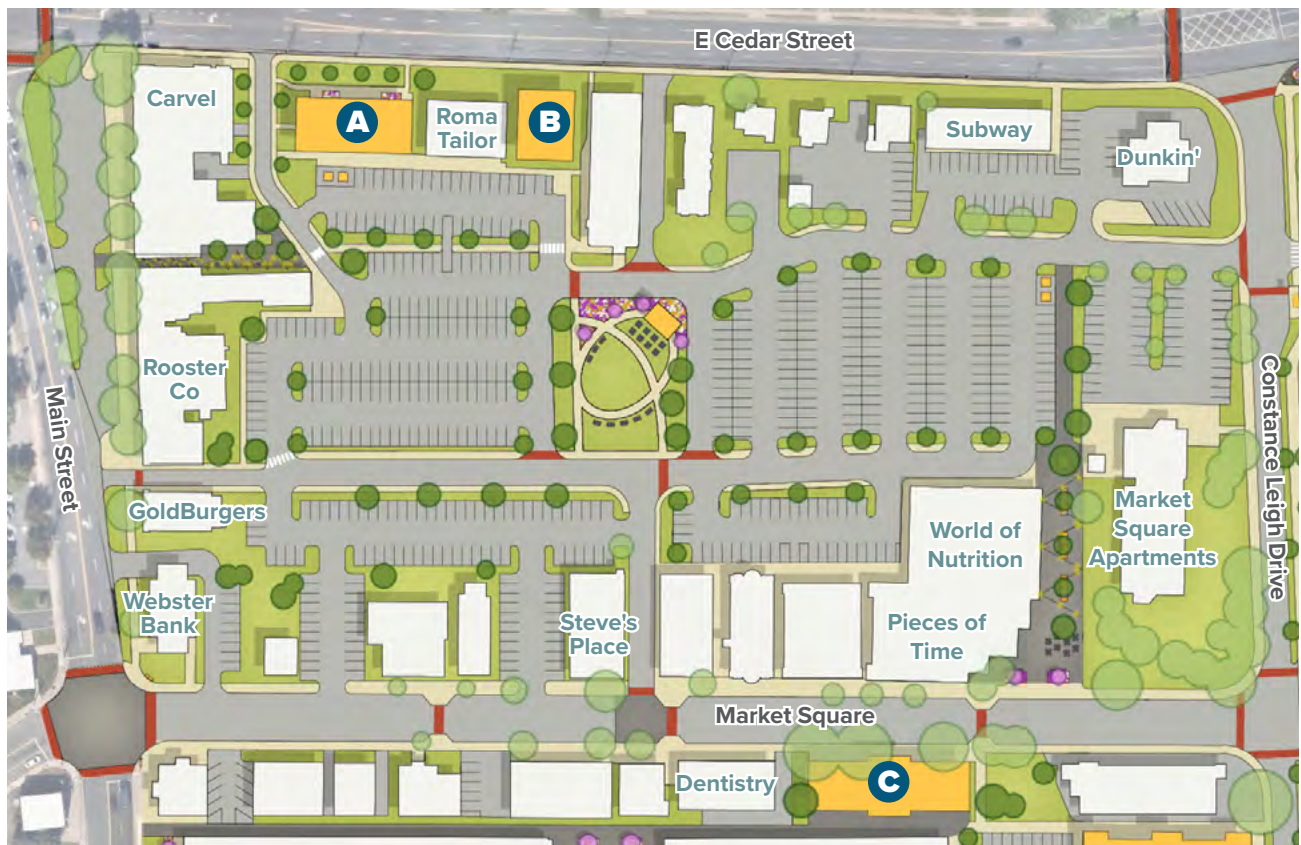 E Cedar Street
Carvel
A
Roma
Tailor
B
Subway
Dunkin'
Rooster
Co
Main Street
Constance Leigh Drive
GoldBurgers
World of
Nutrition
Market
Square
Apartments
Webster
Bank
Steve's
Place
Pieces of
Time
Market Square
Dentistry
C